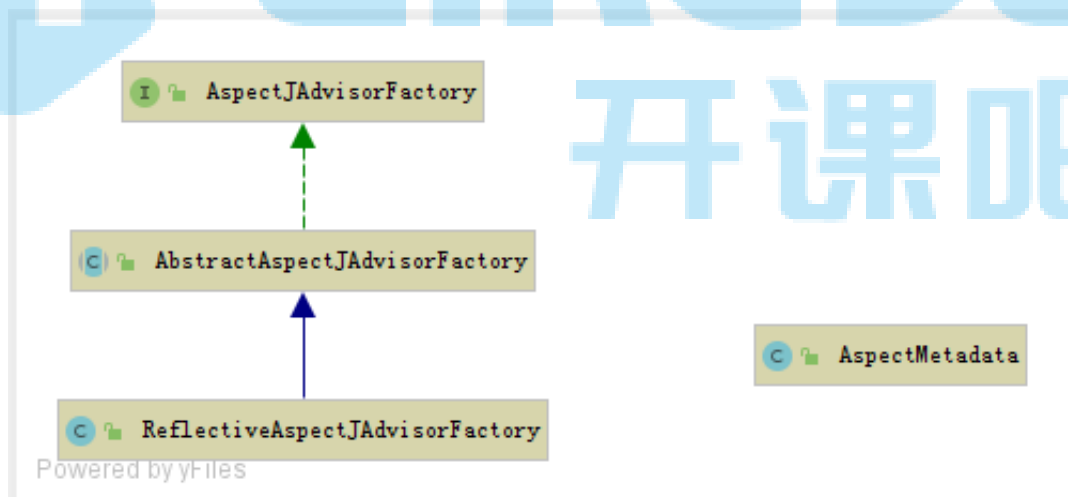 AspectJAdvisorFactory
开课吧
AbstractAspectJAdvisorFactory
AspectMetadata
ReflectiveAspectJAdvisorFactory
Powered by yFiles